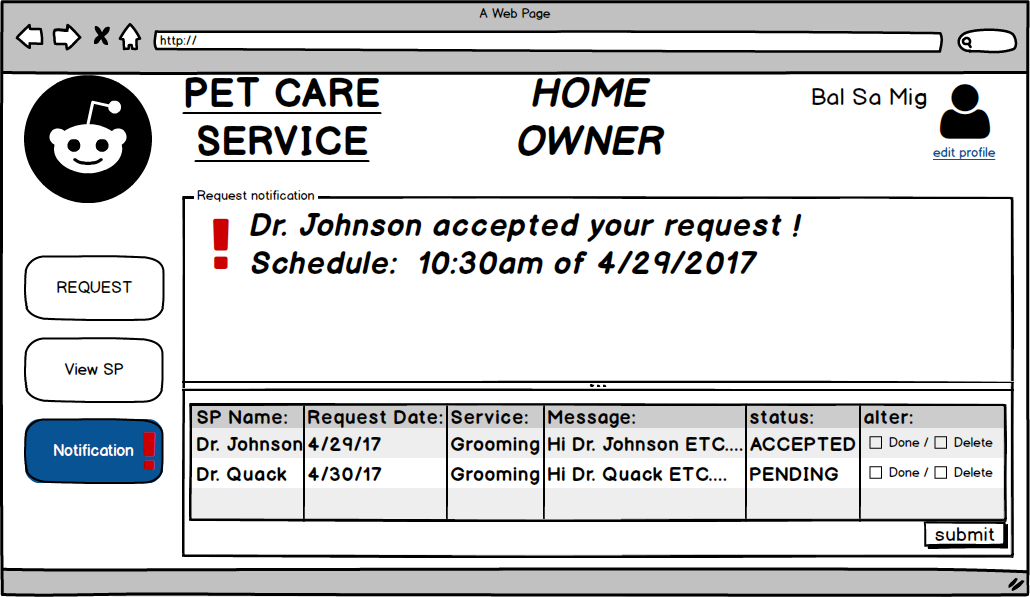 A Web Page
http://
PET CARE
SERVICE
HOME
OWNER
Bal Sa Mig
edit profile
Request notification
! Dr. Johnson accepted your request !
Schedule: 10:30am of 4/29/2017
REQUEST
View SP
Notification !
SP Name: Request Date: Service: Message: status: alter:
Dr. Johnson 4/29/17 Grooming Hi Dr. Johnson ETC.... ACCEPTED Done / Delete
Dr. Quack 4/30/17 Grooming Hi Dr. Quack ETC.... PENDING Done / Delete
submit